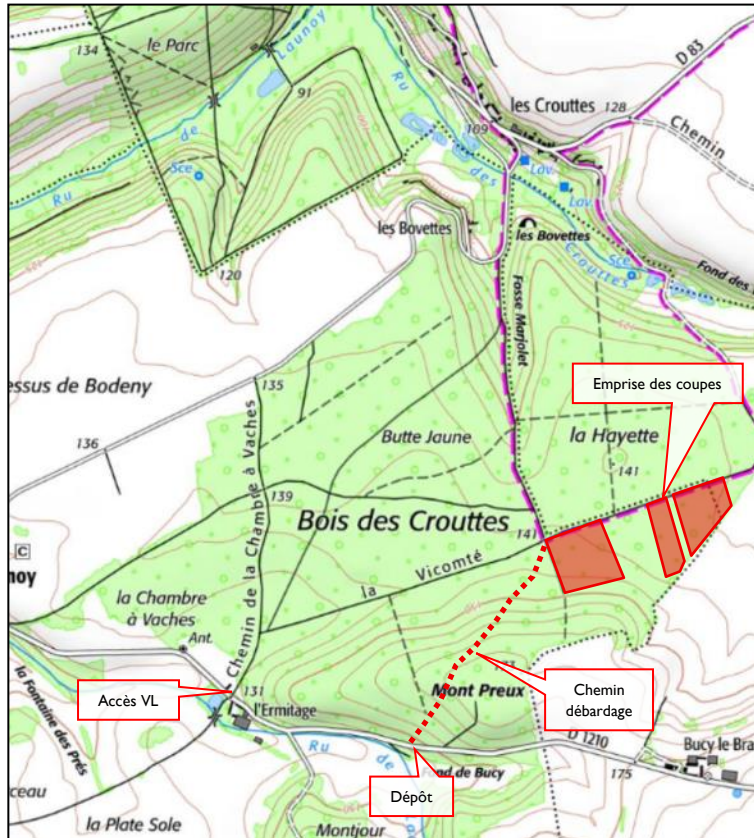 134
le Parc
Ru
de
Launoy
91
Ru
les Crouttes
128
D 83
Chemin
109
Lav.
Lav.
des
Crouttes
Sce
les Bovettes
les Bovettes
120
Sce
Fond des
Fosse Marjolet
135
essus de Bodeny
136
Chemin de la Chambre à Vaches
Emprise des coupes
Butte Jaune
la Hayette
141
139
Bois des Crouttes
141
C
noy
la Vicomté
la Chambre
à Vaches
Ant.
la Fontaine des Prés
Accès VL
131
l'Ermitage
173
Mont Preux
Chemin
débardage
Ru de
D 1210
Bucy le Bra
Fond de Bucy
175
Dépôt
ceau
la Plate Sole
Montjour